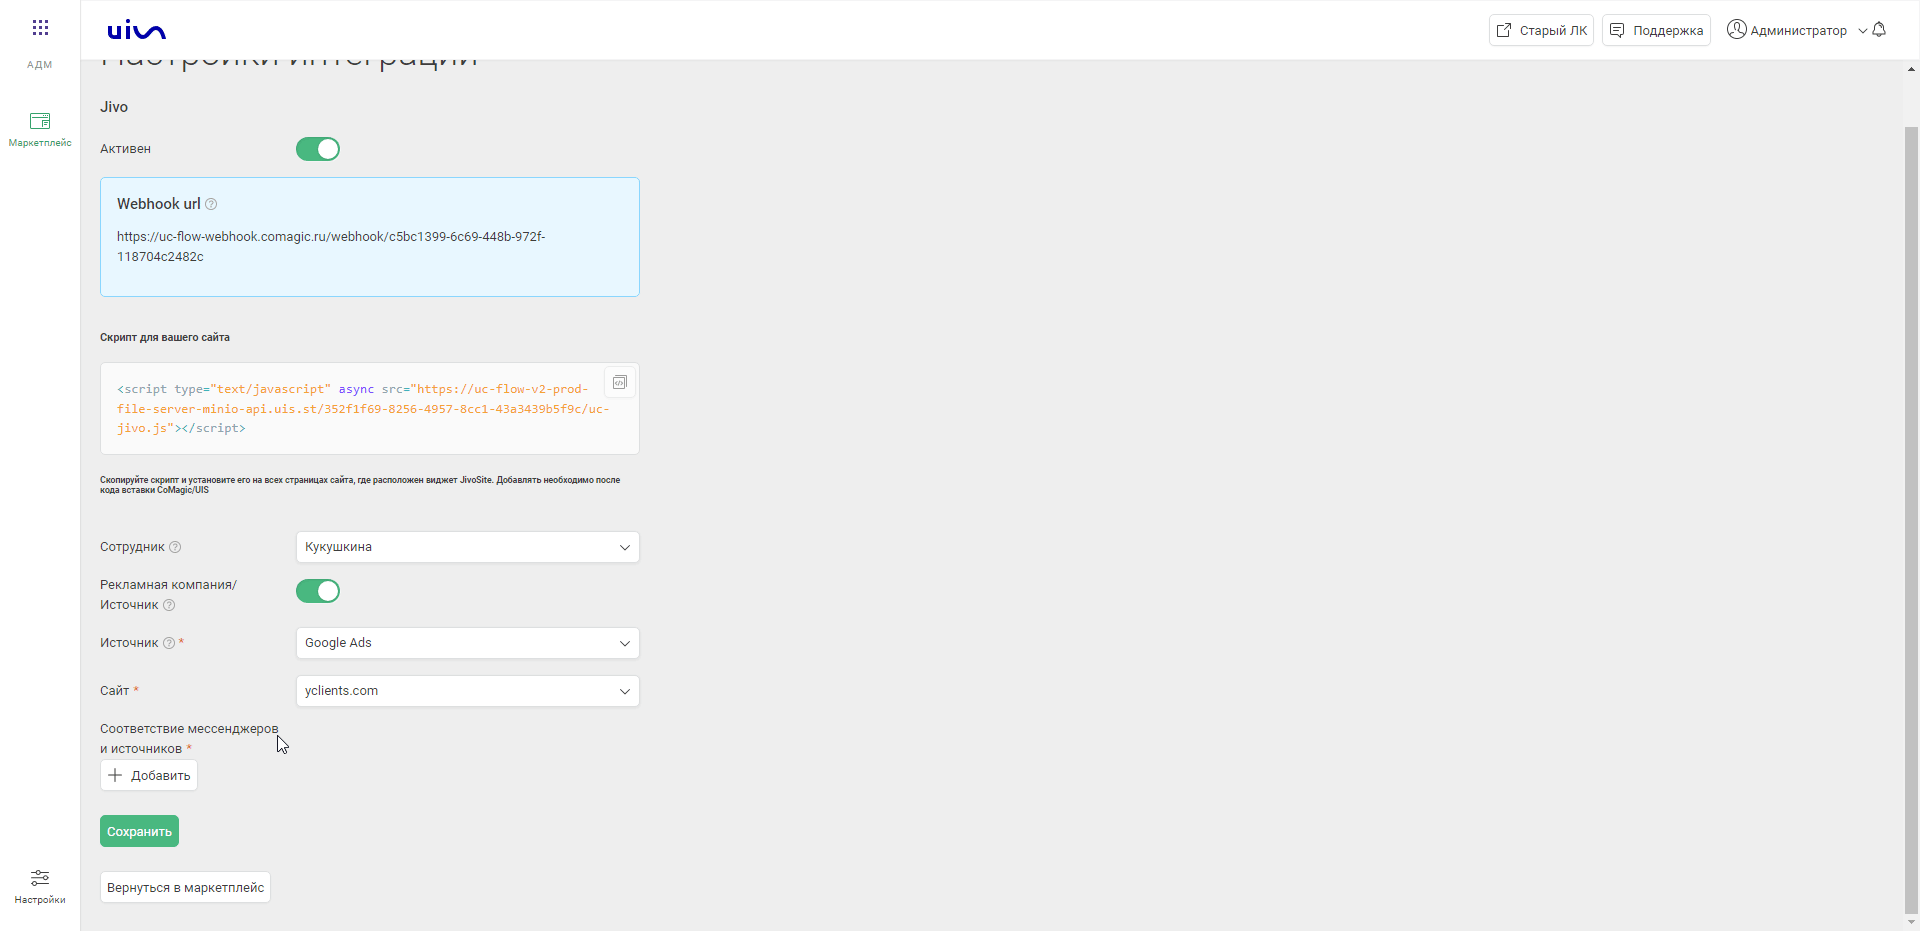 uis
Старый ЛК
Поддержка
Администратор
АДМ
Маркетплейс
Настройки
Настройки интеграции
Jivo
Активен
Webhook url
https://uc-flow-webhook.comagic.ru/webhook/c5bc1399-6c69-448b-972f-
118704c2482c
Скрипт для вашего сайта
<script type="text/javascript" async src="https://uc-flow-v2-prod-
file-server-minio-api.uis.st/352f1f69-8256-4957-8cc1-43a3439b5f9c/uc-
jivo.js"></script>
Скопируйте скрипт и установите его на всех страницах сайта, где расположен виджет JivoSite. Добавлять необходимо после
кода вставки CoMagic/UIS
Сотрудник
Кукушкина
Рекламная компания/
Источник
Источник *
Google Ads
Сайт *
yclients.com
Соответствие мессенджеров
и источников *
Добавить
Сохранить
Вернуться в маркетплейс